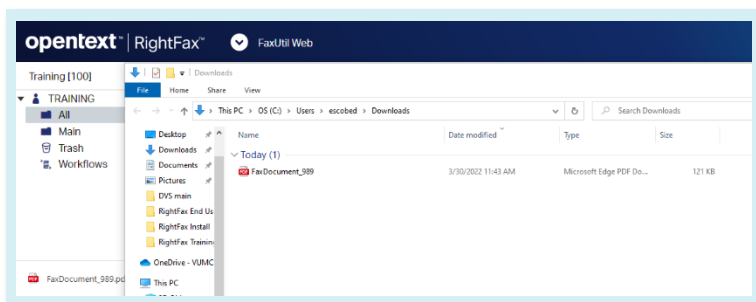 opentext™ | RightFax™ FaxUtil Web
Training [100]
TRAINING
All
Main
Trash
Workflows
FaxDocument_989.pd
Downloads
File Home Share View
This PC > OS (C:) > Users > escobed > Downloads
Search Downloads
Desktop
Downloads
Documents
Pictures
DVS main
RightFax End Us
RightFax Install
RightFax Training
OneDrive - VUMC
This PC
Name Date modified Type Size
Today (1)
FaxDocument_989 3/30/2022 11:43 AM Microsoft Edge PDF Do... 121 KB